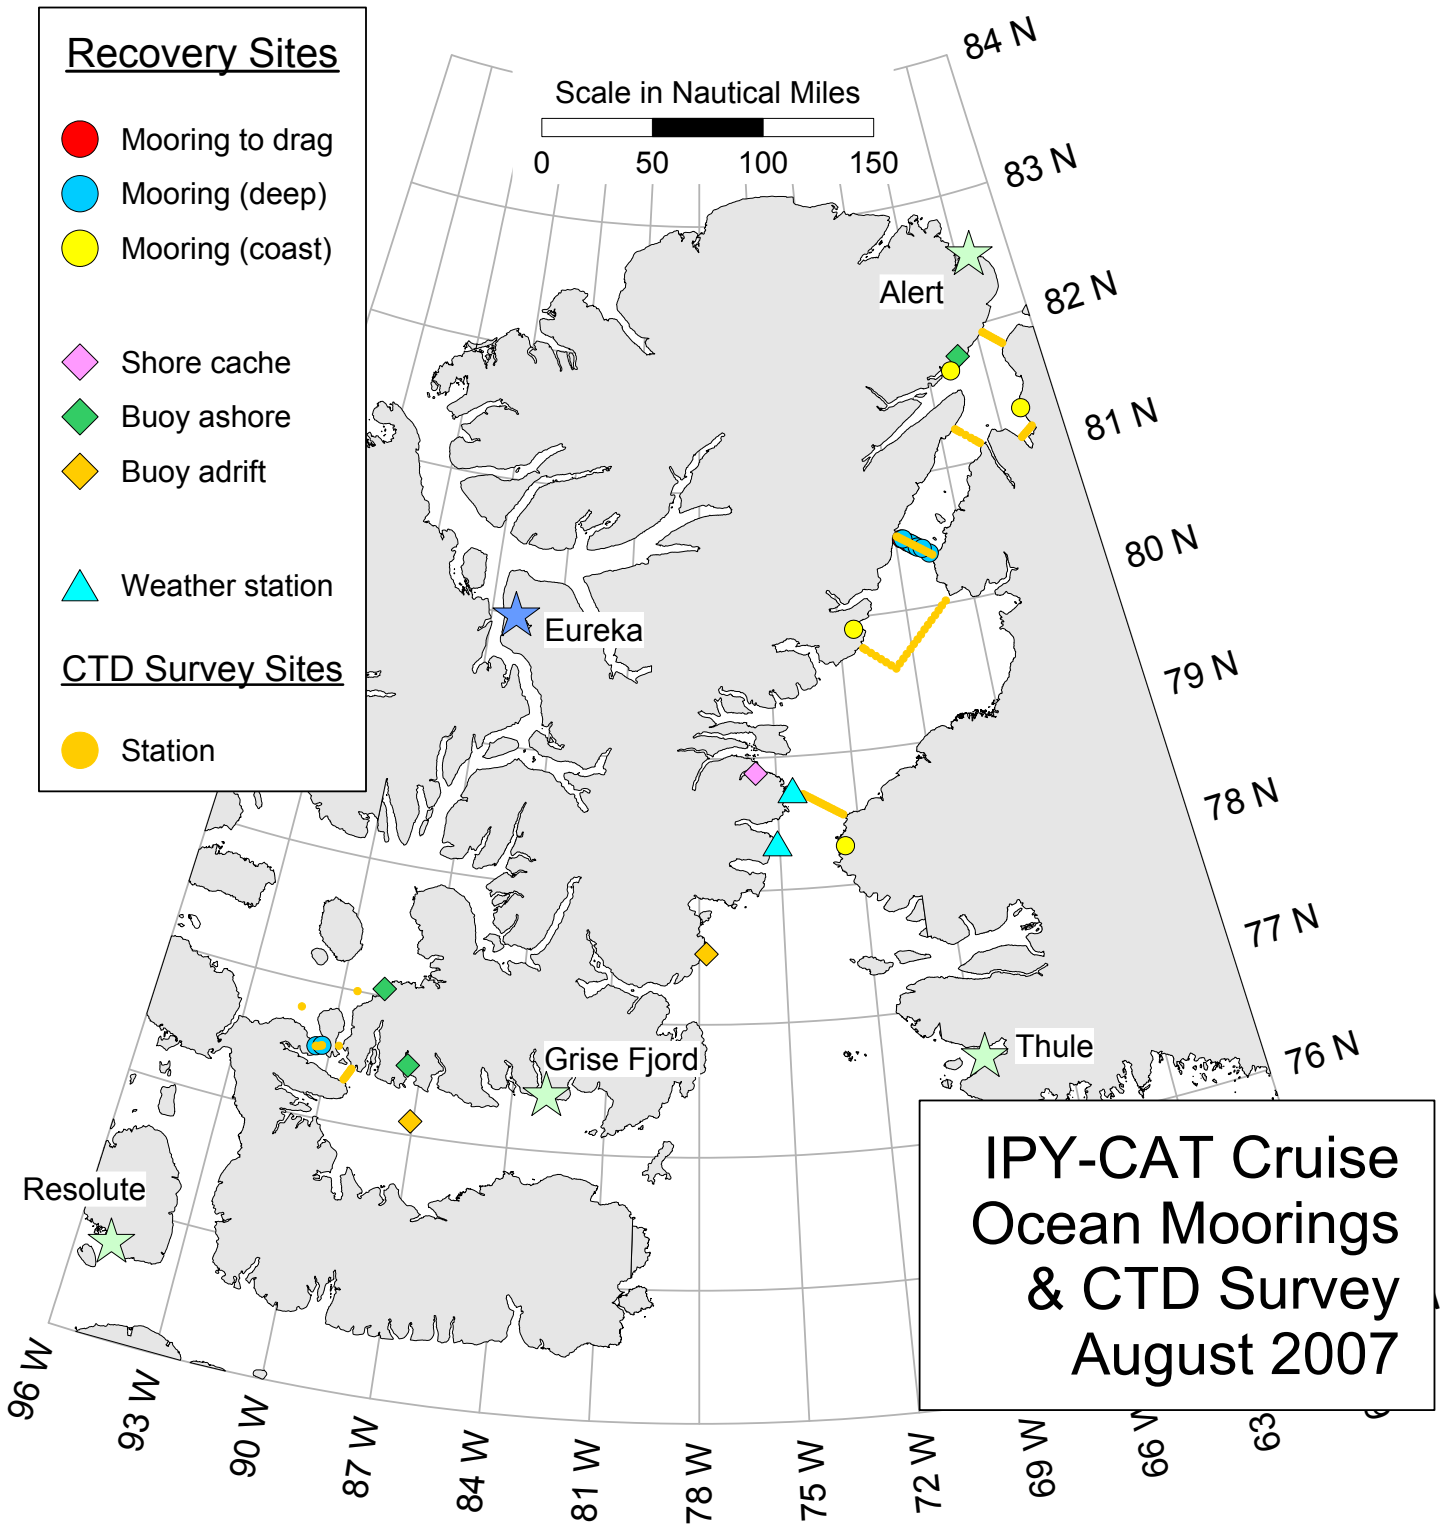 Recovery Sites
Mooring to drag
Mooring (deep)
Mooring (coast)
Shore cache
Buoy ashore
Buoy adrift
Weather station
CTD Survey Sites
Station
Scale in Nautical Miles
0 50 100 150
84 N
83 N
82 N
81 N
80 N
79 N
78 N
77 N
76 N
Alert
Eureka
Grise Fjord
Thule
Resolute
IPY-CAT Cruise
Ocean Moorings
& CTD Survey
August 2007
96 W
93 W
90 W
87 W
84 W
81 W
78 W
75 W
72 W
69 W
66 W
63